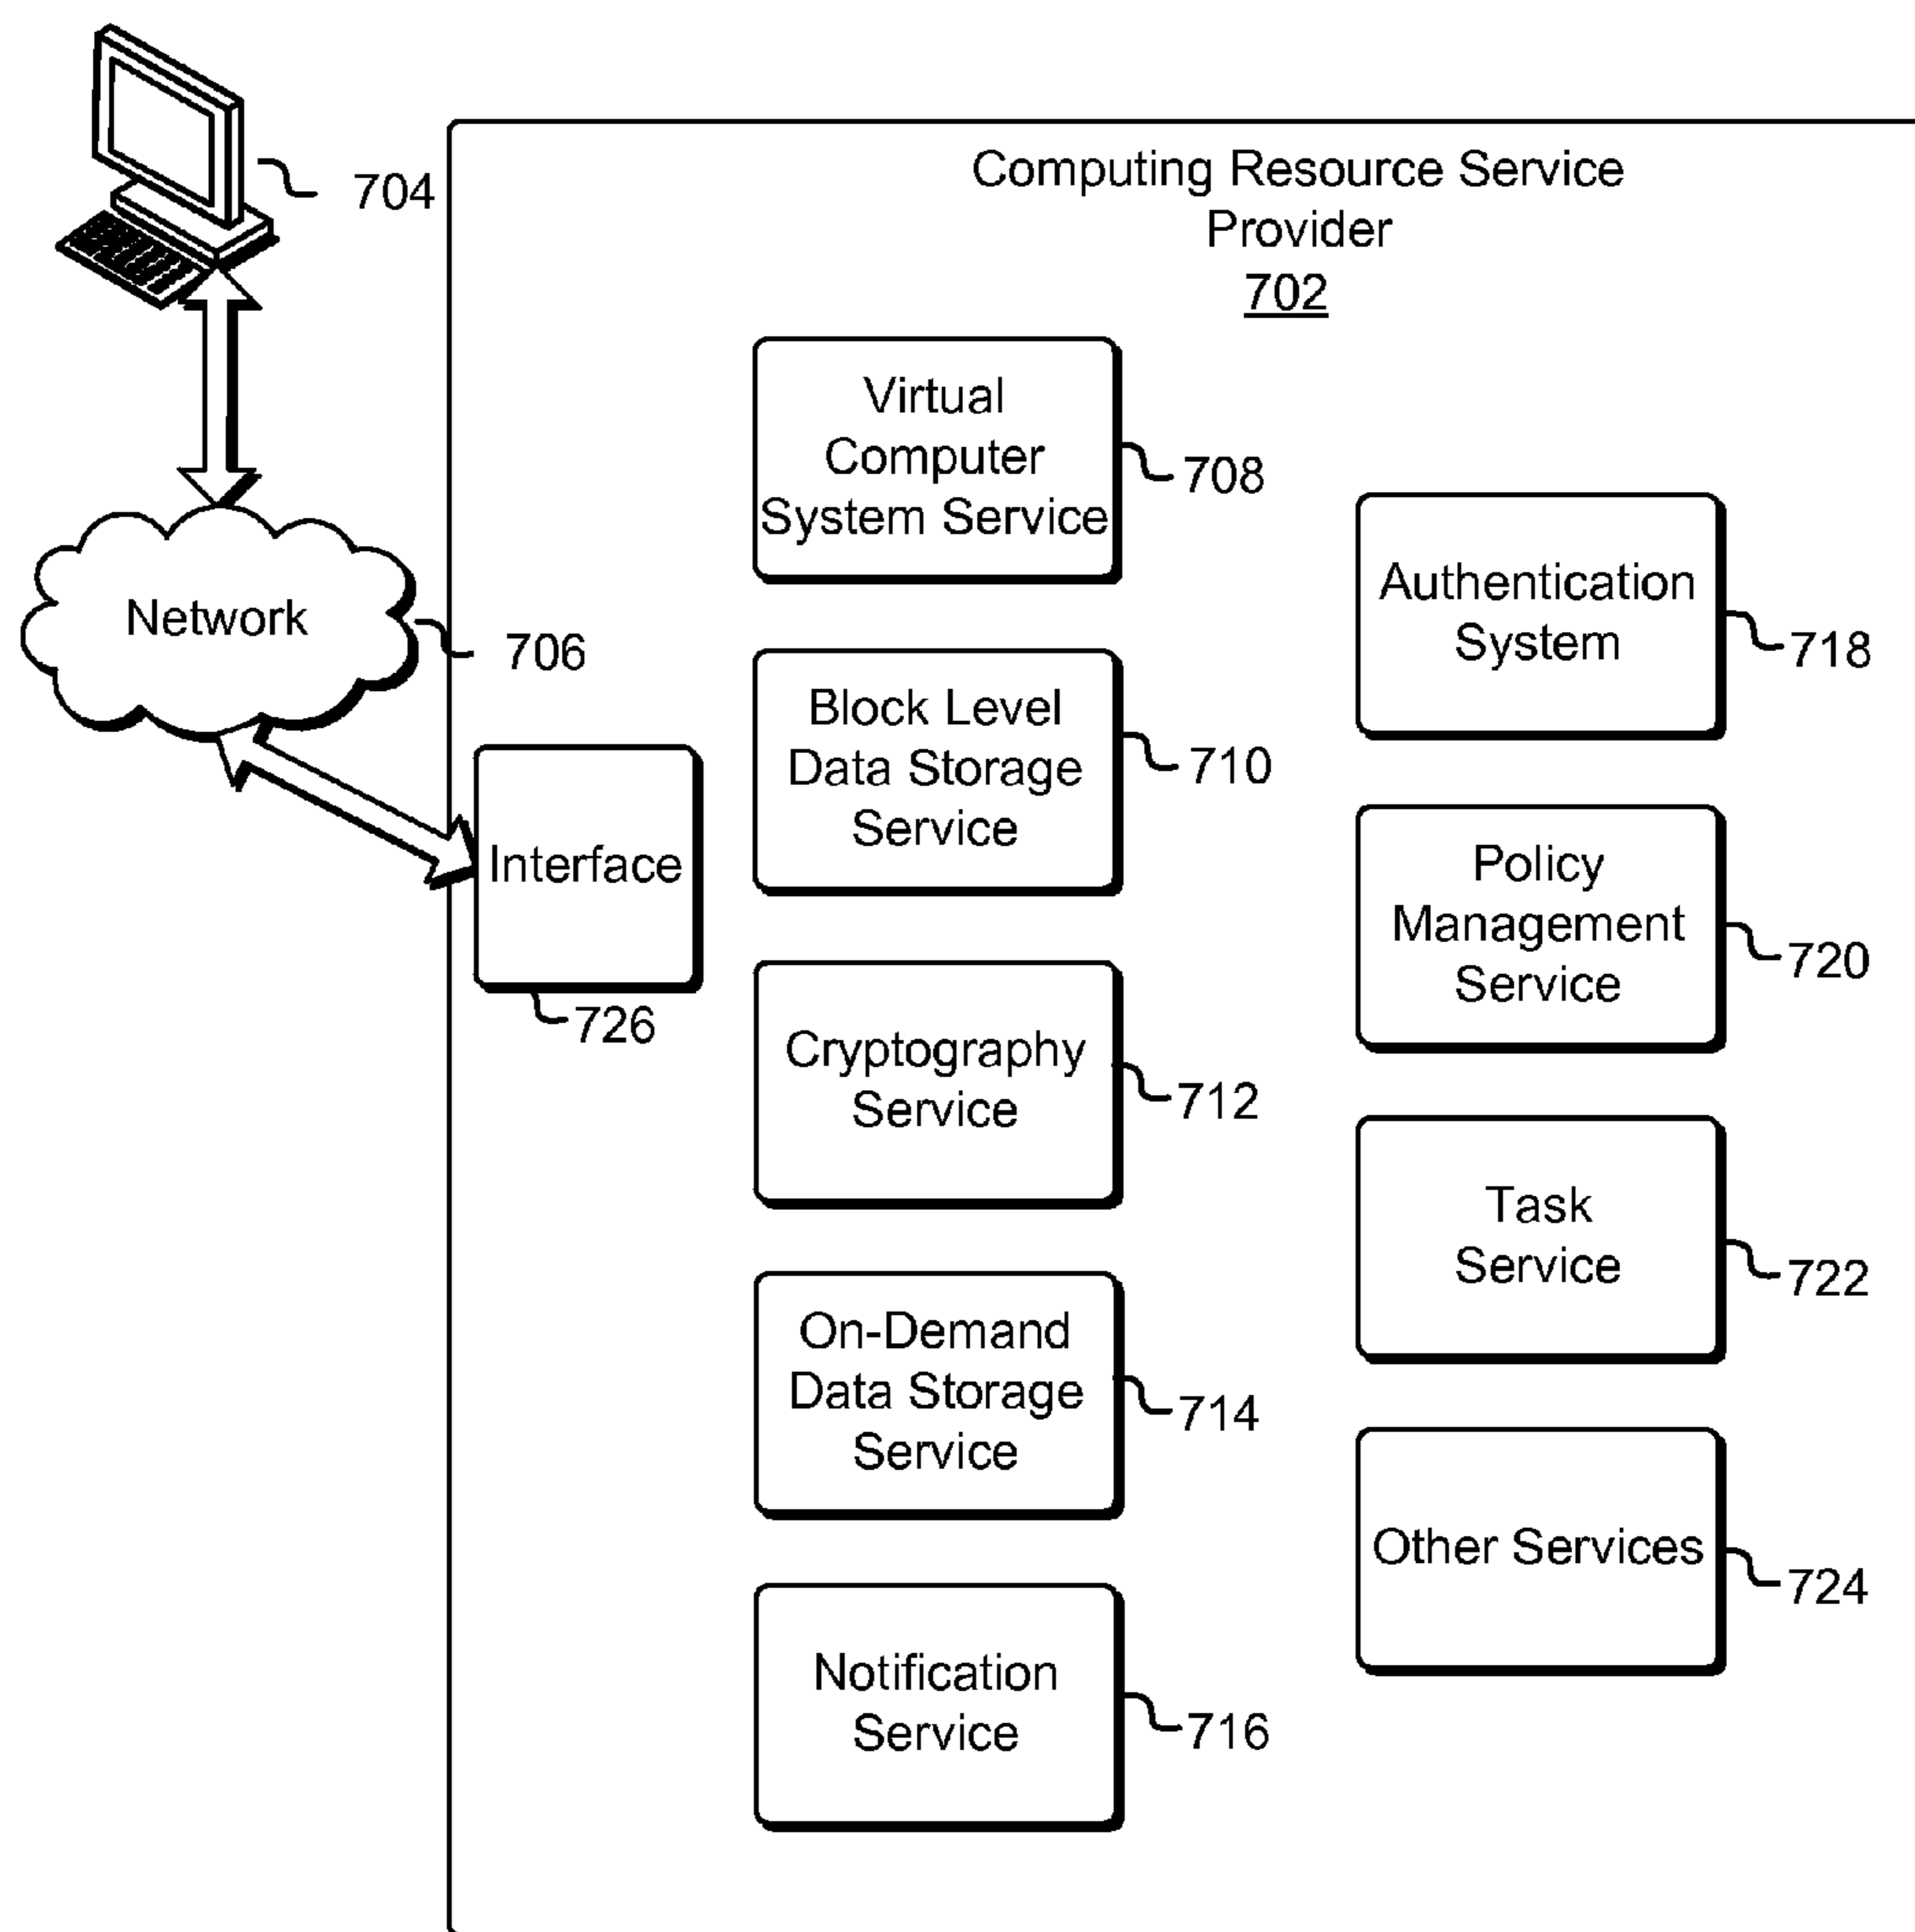 704
Computing Resource Service
Provider
702
Virtual
Computer
System Service
708
Authentication
System
718
Network
706
Block Level
Data Storage
Service
710
Interface
726
Policy
Management
Service
720
Cryptography
Service
712
Task
Service
722
On-Demand
Data Storage
Service
714
Other Services
724
Notification
Service
716